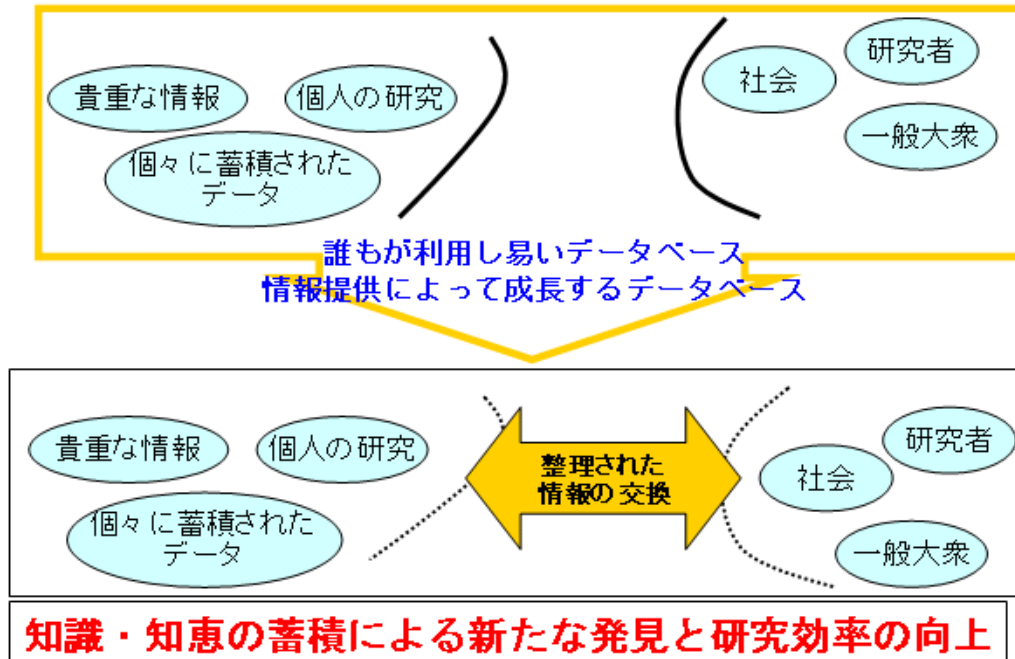 貴重な情報
個人の研究
個々に蓄積された
データ
社会
研究者
一般大衆
誰もが利用し易いデータベース
情報提供によって成長するデータベース
貴重な情報
個人の研究
個々に蓄積された
データ
整理された
情報の交換
社会
研究者
一般大衆
知識・知恵の蓄積による新たな発見と研究効率の向上